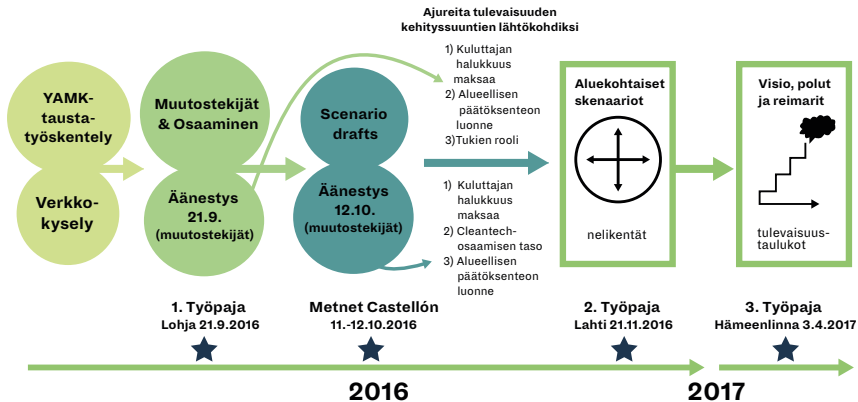 Ajureita tulevaisuuden
kehityssuuntien lähtökohdiksi
1) Kuluttajan
halukkuus
maksaa
2) Alueellisen
päätöksenteon
luonne
3)Tukien rooli
YAMK-
tausta-
työskentely
Verkko-
kysely
Muutostekijät
& Osaaminen
Äänestys
21.9.
(muutostekijät)
Scenario
drafts
Äänestys
12.10.
(muutostekijät)
1) Kuluttajan
halukkuus
maksaa
2) Cleantech-
osaamisen taso
3) Alueellisen
päätöksenteon
luonne
Aluekohtaiset
skenaariot
nelikentät
Visio, polut
ja reimarit
tulevaisuus-
taulukot
1. Työpaja
Lohja 21.9.2016
Metnet Castellón
11.-12.10.2016
2. Työpaja
Lahti 21.11.2016
3. Työpaja
Hämeenlinna 3.4.2017
2016
2017